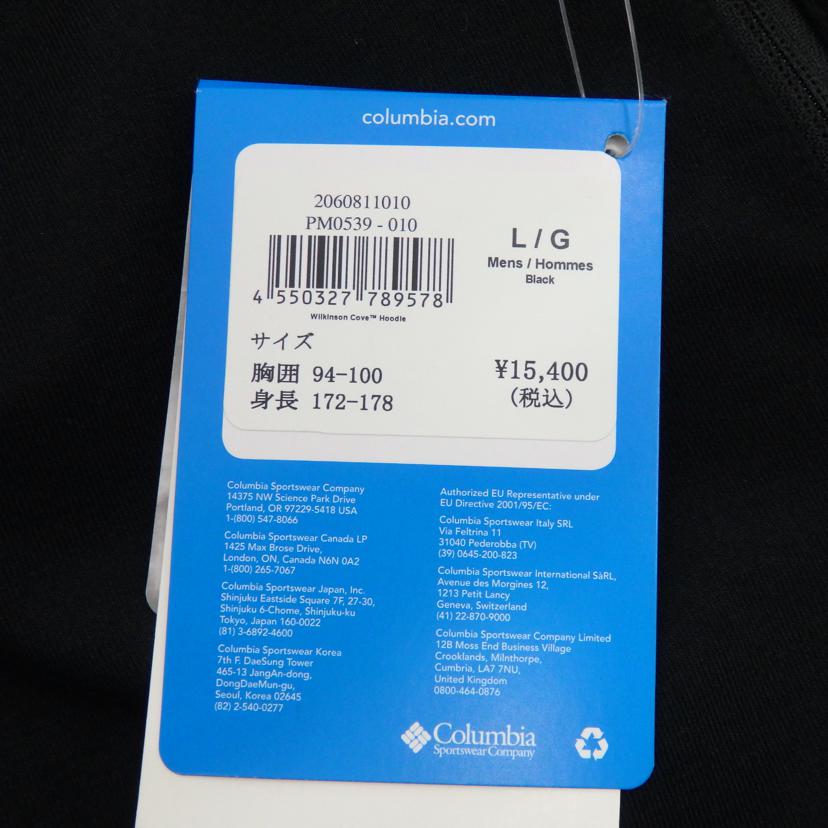 columbia.com
2060811010
PM0539 - 010
4 550327 789578
Wilkinson Cove™ Hoodie
L / G
Mens / Hommes
Black
サイズ
胸囲 94-100
身長 172-178
¥15,400
(税込)
Columbia Sportswear Company
14375 NW Science Park Drive
Portland, OR 97229-5418 USA
1-(800) 547-8066
Columbia Sportswear Canada LP
1425 Max Brose Drive,
London, ON, Canada N6N 0A2
1-(800) 265-7067
Columbia Sportswear Japan, Inc.
Shinjuku Eastside Square 7F, 27-30,
Shinjuku 6-Chome, Shinjuku-ku
Tokyo, Japan 160-0022
(81) 3-6892-4600
Columbia Sportswear Korea
7th F. DaeSung Tower
465-13 JangAn-dong,
DongDaeMun-gu,
Seoul, Korea 02645
(82) 2-540-0277
Authorized EU Representative under
EU Directive 2001/95/EC:
Columbia Sportswear Italy SRL
Via Feltrina 11
31040 Pederobba (TV)
(39) 0645-200-823
Columbia Sportswear International SàRL,
Avenue des Morgines 12,
1213 Petit Lancy
Geneva, Switzerland
(41) 22-870-9000
Columbia Sportswear Company Limited
12B Moss End Business Village
Crooklands, Milnthorpe,
Cumbria, LA7 7NU,
United Kingdom
0800-464-0876
Columbia
Sportswear Company